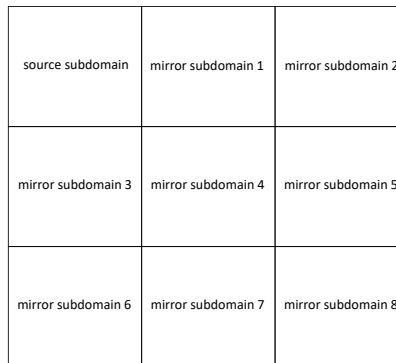 source subdomain
mirror subdomain 1
mirror subdomain 2
mirror subdomain 3
mirror subdomain 4
mirror subdomain 5
mirror subdomain 6
mirror subdomain 7
mirror subdomain 8